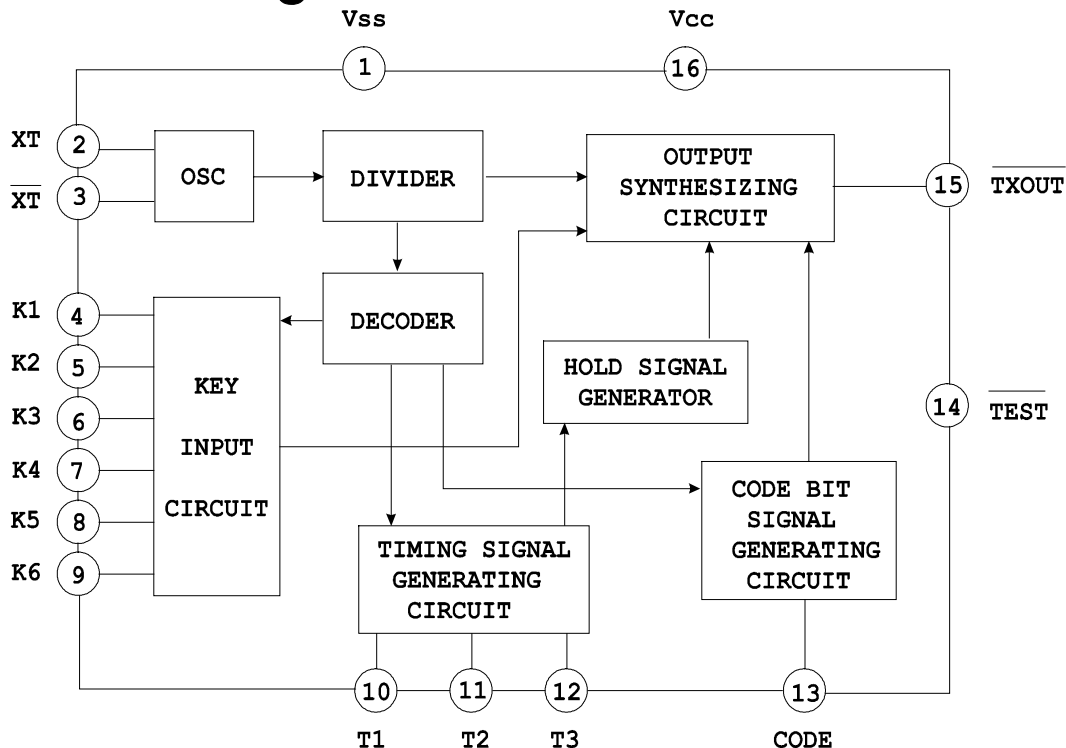 Vss
Vcc
1
16
XT
2
3
XT
OSC
DIVIDER
OUTPUT
SYNTHESIZING
CIRCUIT
15
TXOUT
K1
4
K2
5
K3
6
K4
7
K5
8
K6
9
KEY
INPUT
CIRCUIT
DECODER
HOLD SIGNAL
GENERATOR
14
TEST
CODE BIT
SIGNAL
GENERATING
CIRCUIT
TIMING SIGNAL
GENERATING
CIRCUIT
10
11
12
13
T1
T2
T3
CODE